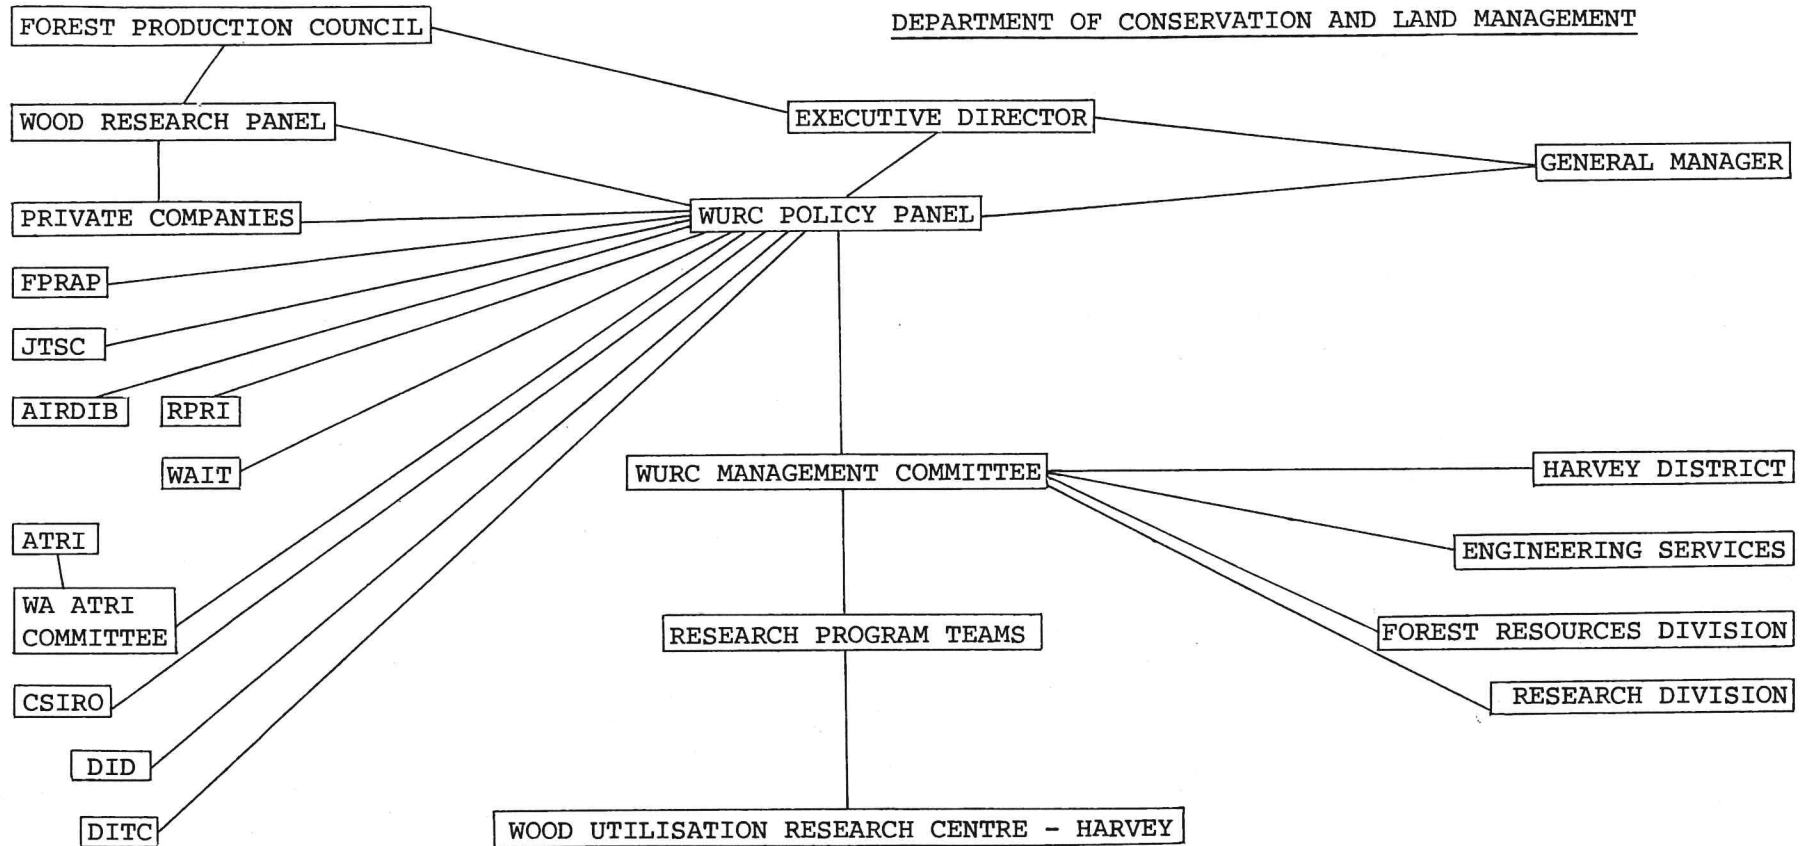 DEPARTMENT OF CONSERVATION AND LAND MANAGEMENT
FOREST PRODUCTION COUNCIL
WOOD RESEARCH PANEL
EXECUTIVE DIRECTOR
GENERAL MANAGER
PRIVATE COMPANIES
WURC POLICY PANEL
FPRAP
JTSC
AIRDIB
RPRI
WAIT
WURC MANAGEMENT COMMITTEE
HARVEY DISTRICT
ATRI
ENGINEERING SERVICES
WA ATRI
COMMITTEE
RESEARCH PROGRAM TEAMS
FOREST RESOURCES DIVISION
CSIRO
RESEARCH DIVISION
DID
DITC
WOOD UTILISATION RESEARCH CENTRE - HARVEY